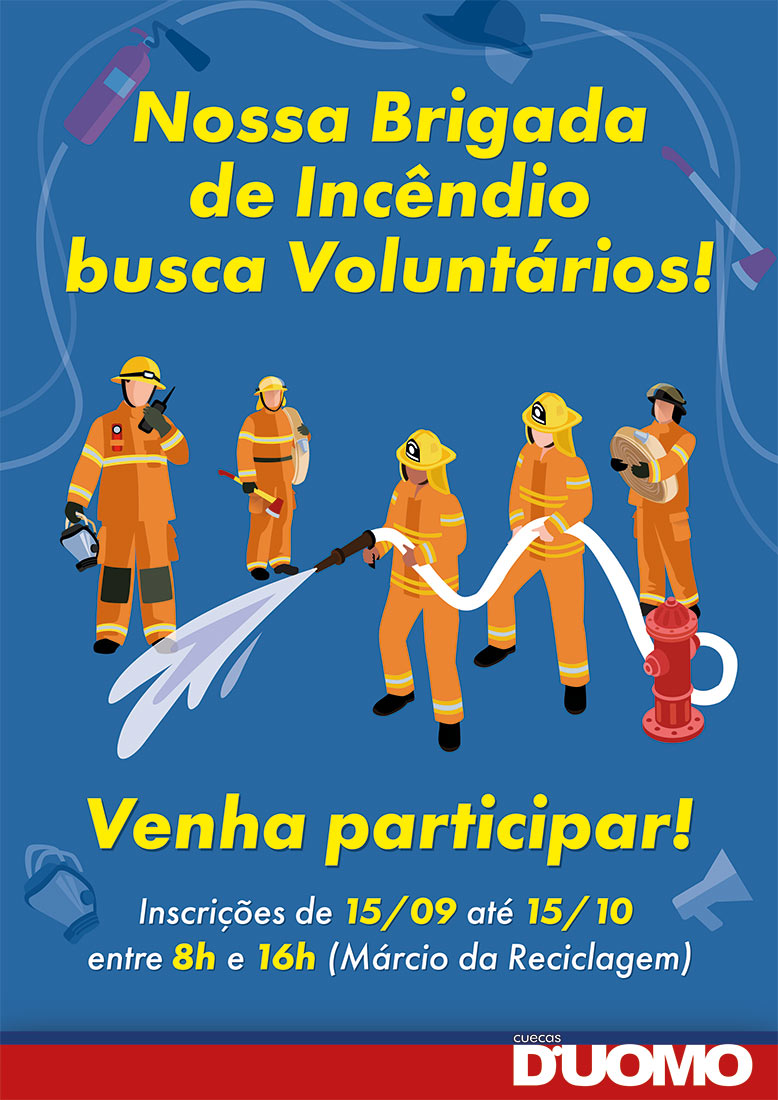 Nossa Brigada
de Incêndio
busca Voluntários!
Venha participar!
Inscrições de 15/09 até 15/10
entre 8h e 16h (Márcio da Reciclagem)
cuecas
D'UOMO